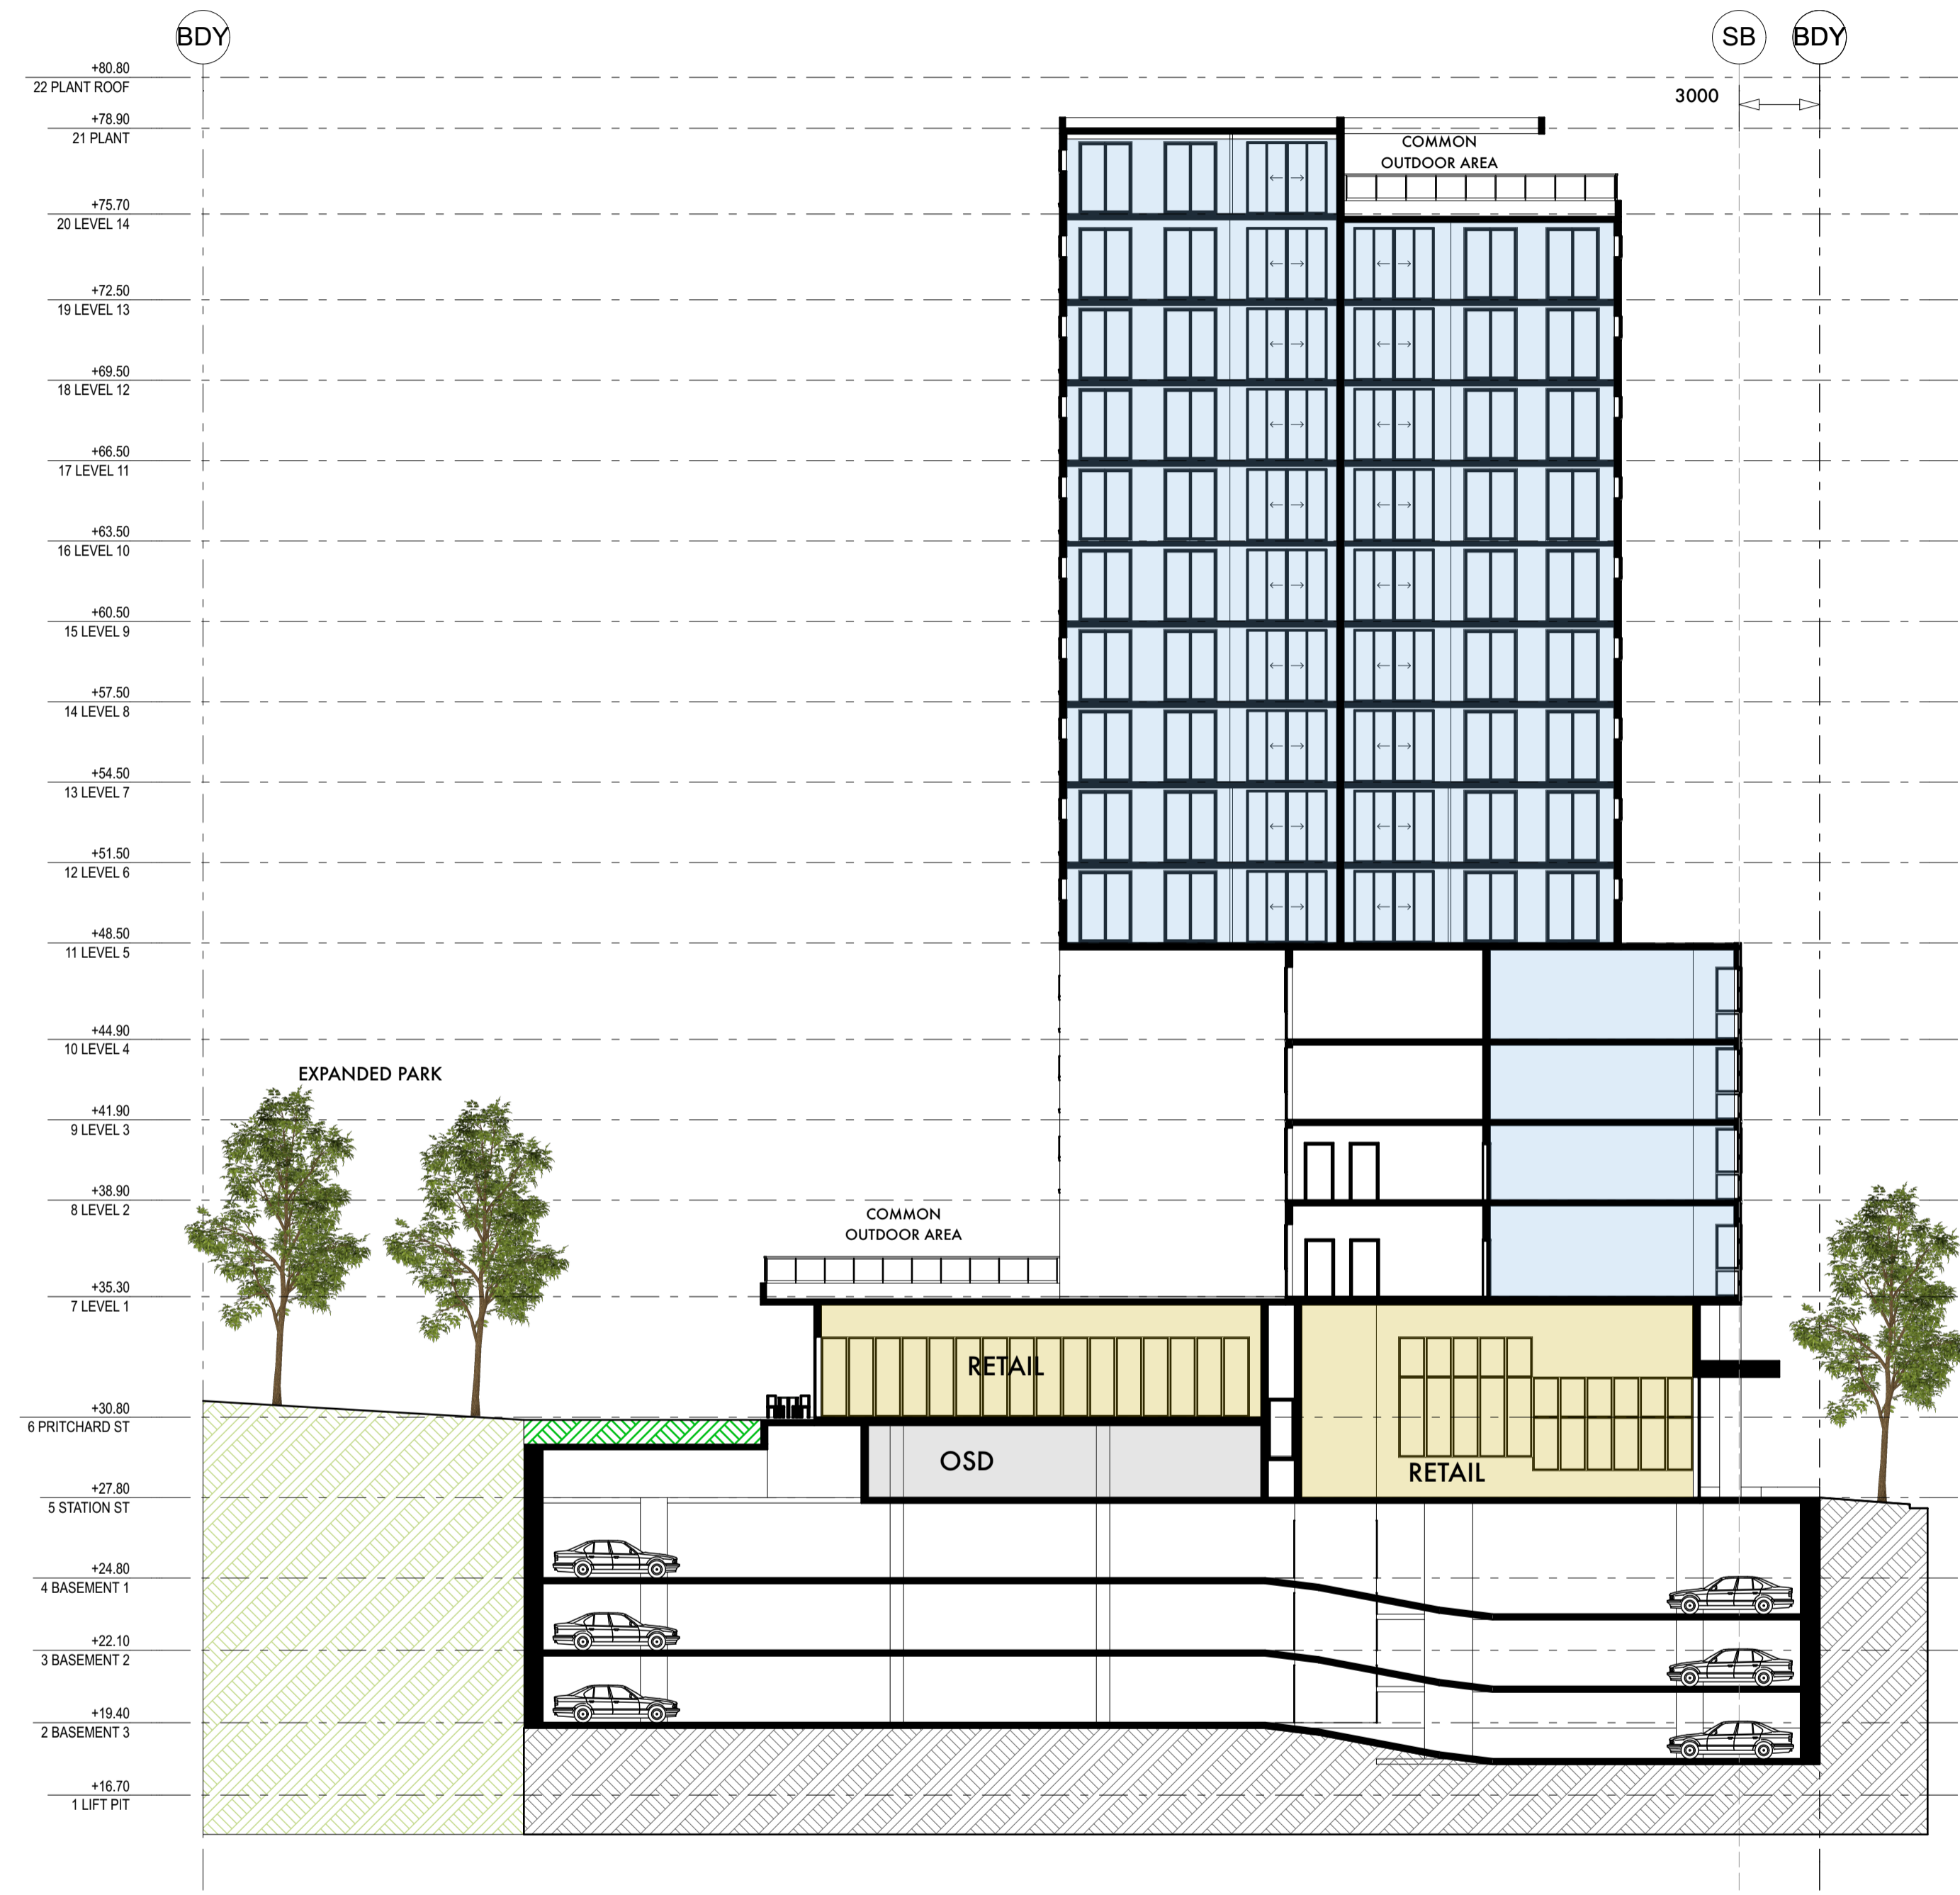 BDY
SB
BDY
+80.80
22 PLANT ROOF
3000
+78.90
21 PLANT
COMMON
OUTDOOR AREA
+75.70
20 LEVEL 14
+72.50
19 LEVEL 13
+69.50
18 LEVEL 12
+66.50
17 LEVEL 11
+63.50
16 LEVEL 10
+60.50
15 LEVEL 9
+57.50
14 LEVEL 8
+54.50
13 LEVEL 7
+51.50
12 LEVEL 6
+48.50
11 LEVEL 5
+44.90
10 LEVEL 4
EXPANDED PARK
+41.90
9 LEVEL 3
+38.90
8 LEVEL 2
COMMON
OUTDOOR AREA
+35.30
7 LEVEL 1
RETAIL
+30.80
6 PRITCHARD ST
OSD
RETAIL
+27.80
5 STATION ST
+24.80
4 BASEMENT 1
+22.10
3 BASEMENT 2
+19.40
2 BASEMENT 3
+16.70
1 LIFT PIT